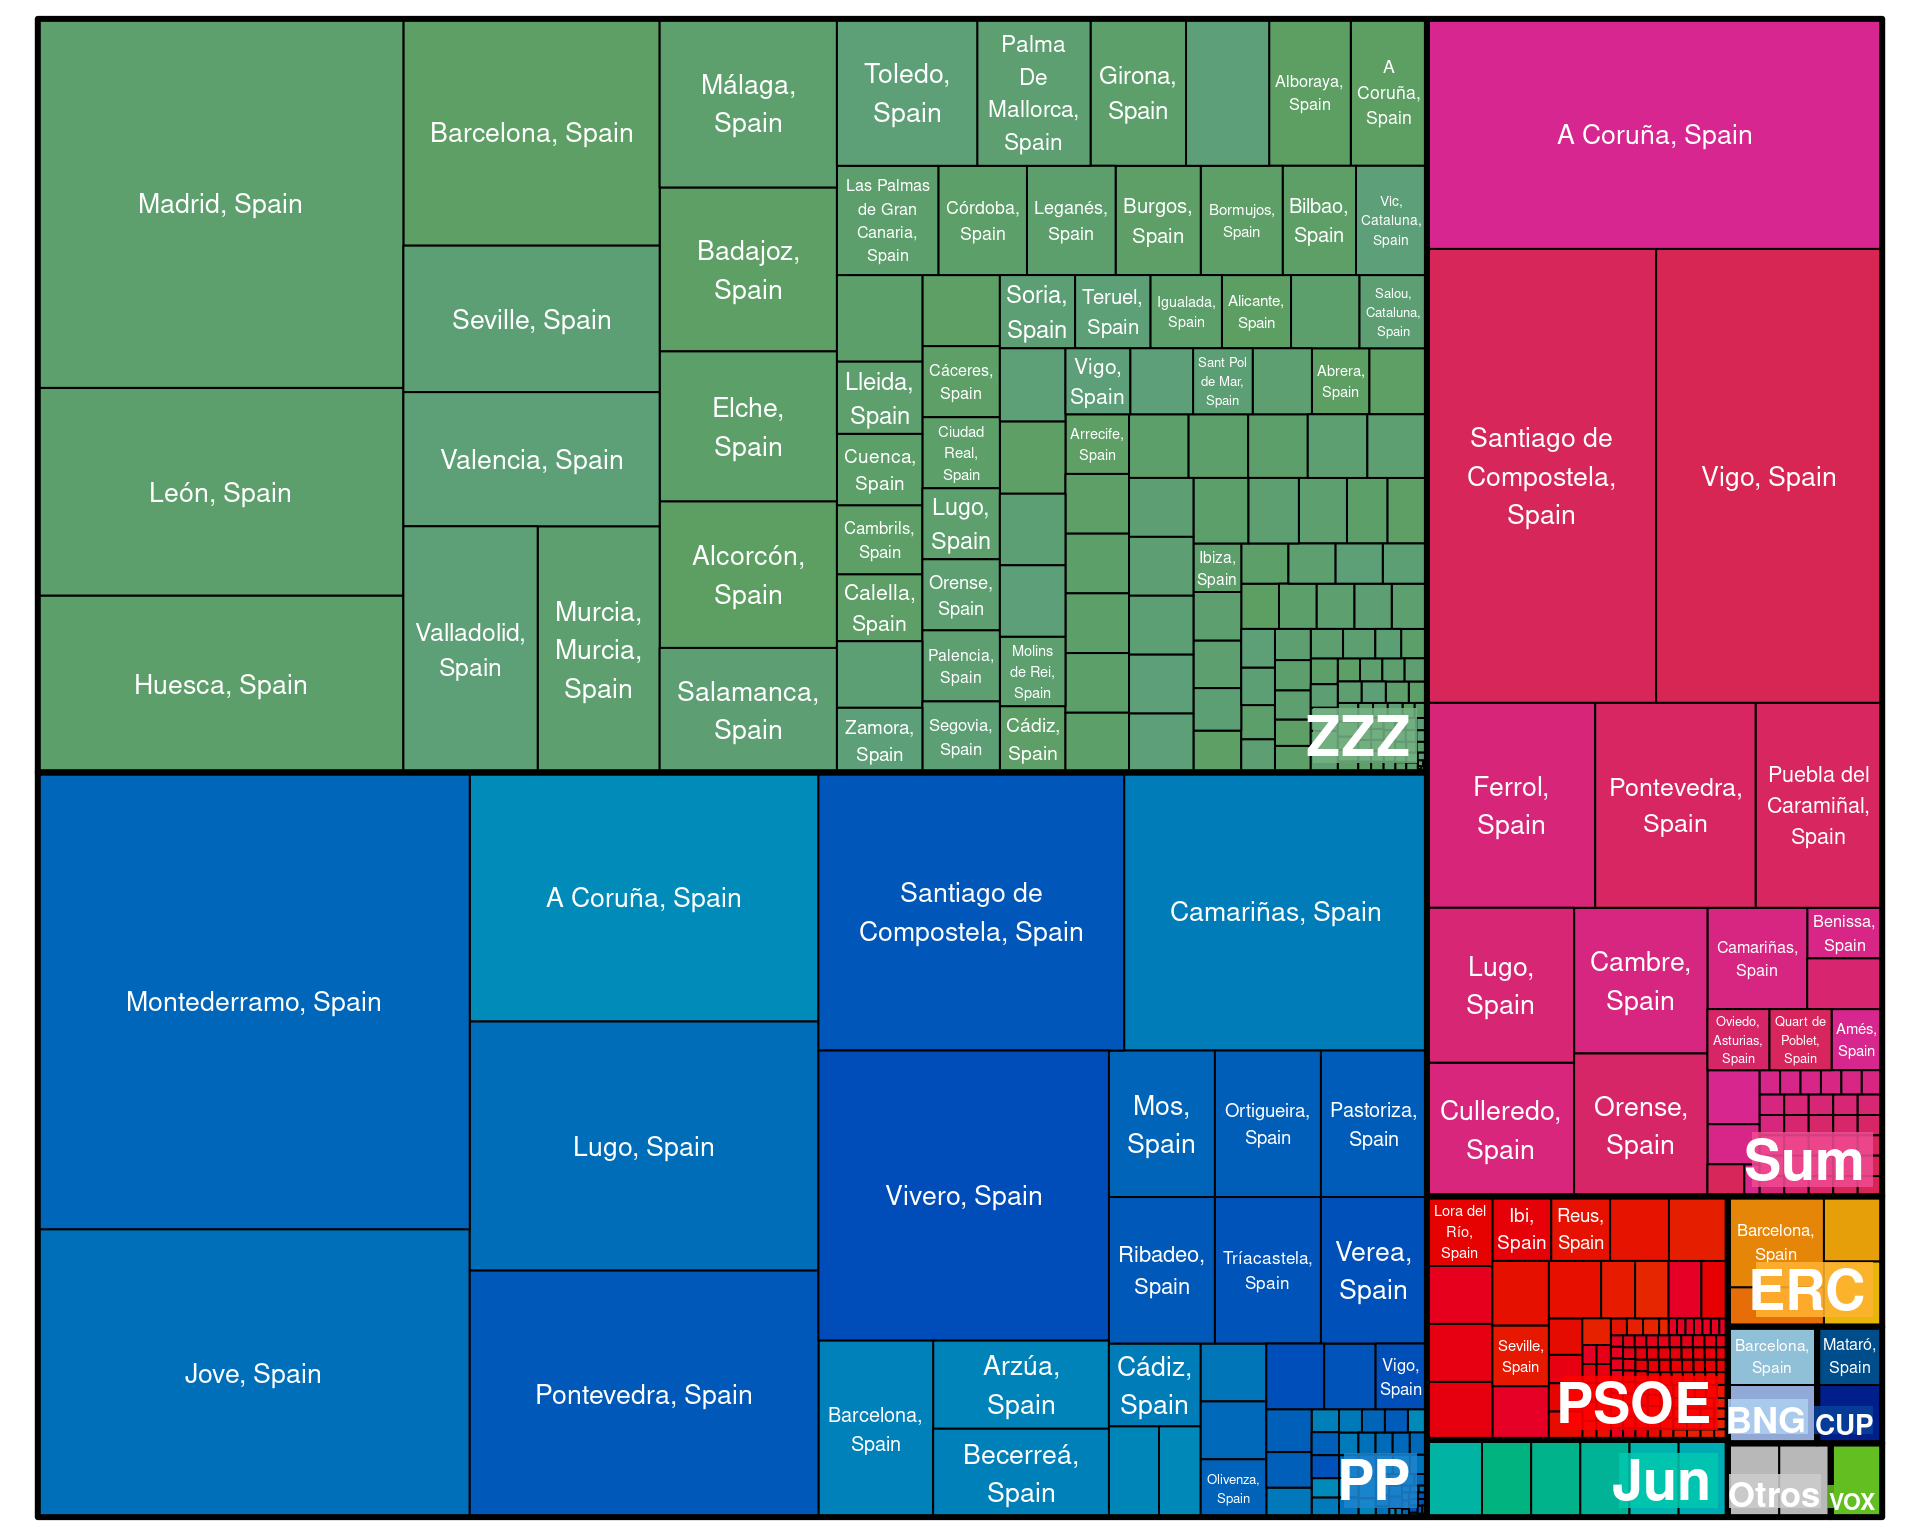 Madrid, Spain
León, Spain
Huesca, Spain
Barcelona, Spain
Seville, Spain
Valencia, Spain
Valladolid,
Spain
Murcia,
Murcia,
Spain
Málaga,
Spain
Badajoz,
Spain
Elche,
Spain
Alcorcón,
Spain
Salamanca,
Spain
Toledo,
Spain
Palma
De
Mallorca,
Spain
Girona,
Spain
Alboraya,
Spain
A
Coruña,
Spain
Las Palmas
de Gran
Canaria,
Spain
Córdoba,
Spain
Leganés,
Spain
Burgos,
Spain
Bormujos,
Spain
Bilbao,
Spain
Vic,
Cataluna,
Spain
Lleida,
Spain
Cuenca,
Spain
Cambrils,
Spain
Calella,
Spain
Zamora,
Spain
Cáceres,
Spain
Ciudad
Real,
Spain
Lugo,
Spain
Orense,
Spain
Palencia,
Spain
Segovia,
Spain
Soria,
Spain
Teruel,
Spain
Igualada,
Spain
Alicante,
Spain
Salou,
Cataluna,
Spain
Vigo,
Spain
Sant Pol
de Mar,
Spain
Abrera,
Spain
Arrecife,
Spain
Ibiza,
Spain
Molins
de Rei,
Spain
Cádiz,
Spain
ZZZ
Montederramo, Spain
Jove, Spain
A Coruña, Spain
Lugo, Spain
Pontevedra, Spain
Santiago de
Compostela, Spain
Camariñas, Spain
Vivero, Spain
Mos,
Spain
Ortigueira,
Spain
Pastoriza,
Spain
Ribadeo,
Spain
Tríacastela,
Spain
Verea,
Spain
Barcelona,
Spain
Arzúa,
Spain
Becerreá,
Spain
Cádiz,
Spain
Vigo,
Spain
Olivenza,
Spain
PP
A Coruña, Spain
Santiago de
Compostela,
Spain
Vigo, Spain
Ferrol,
Spain
Pontevedra,
Spain
Puebla del
Caramiñal,
Spain
Lugo,
Spain
Cambre,
Spain
Camariñas,
Spain
Benissa,
Spain
Oviedo,
Asturias,
Spain
Quart de
Poblet,
Spain
Amés,
Spain
Culleredo,
Spain
Orense,
Spain
Sum
Lora del
Río,
Spain
Ibi,
Spain
Reus,
Spain
Seville,
Spain
PSOE
Barcelona,
Spain
ERC
Barcelona,
Spain
BNG
Mataró,
Spain
CUP
Jun
Otros
VOX